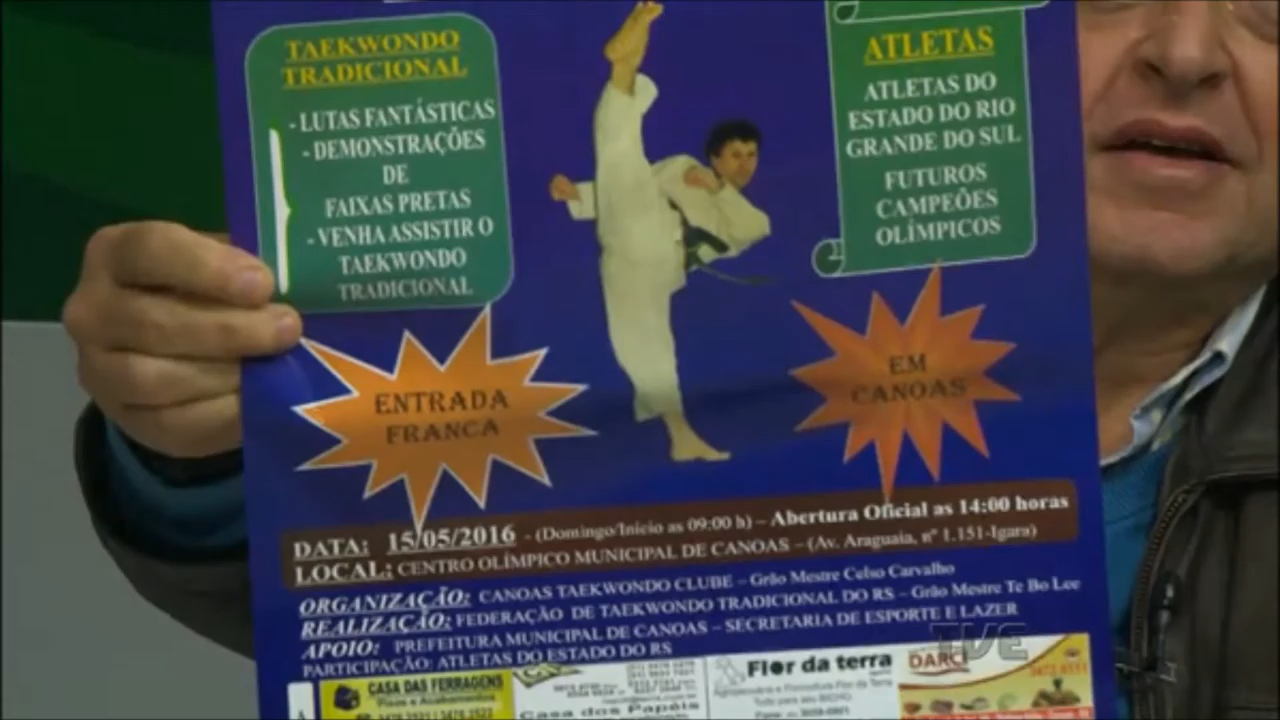 TAEKWONDO
TRADICIONAL
- LUTAS FANTÁSTICAS
- DEMONSTRAÇÕES
DE
FAIXAS PRETAS
- VENHA ASSISTIR O
TAEKWONDO
TRADICIONAL
ATLETAS
ATLETAS DO
ESTADO DO RIO
GRANDE DO SUL
FUTUROS
CAMPEÕES
OLÍMPICOS
ENTRADA
FRANCA
EM
CANOAS
DATA: 15/05/2016 - (Domingo/Início as 09:00 h) – Abertura Oficial as 14:00 horas
LOCAL: CENTRO OLÍMPICO MUNICIPAL DE CANOAS – (Av. Araguaia, nº 1.151-Igara)
ORGANIZAÇÃO: CANOAS TAEKWONDO CLUBE – Grão Mestre Celso Carvalho
REALIZAÇÃO: FEDERAÇÃO DE TAEKWONDO TRADICIONAL DO RS – Grão Mestre Te Bo Lee
APOIO: PREFEITURA MUNICIPAL DE CANOAS – SECRETARIA DE ESPORTE E LAZER
PARTICIPAÇÃO: ATLETAS DO ESTADO DO RS
TVE
CASA DAS FERRAGENS
Pisos e Acabamentos
Casa dos Papéis
Flor da terra
DARCI